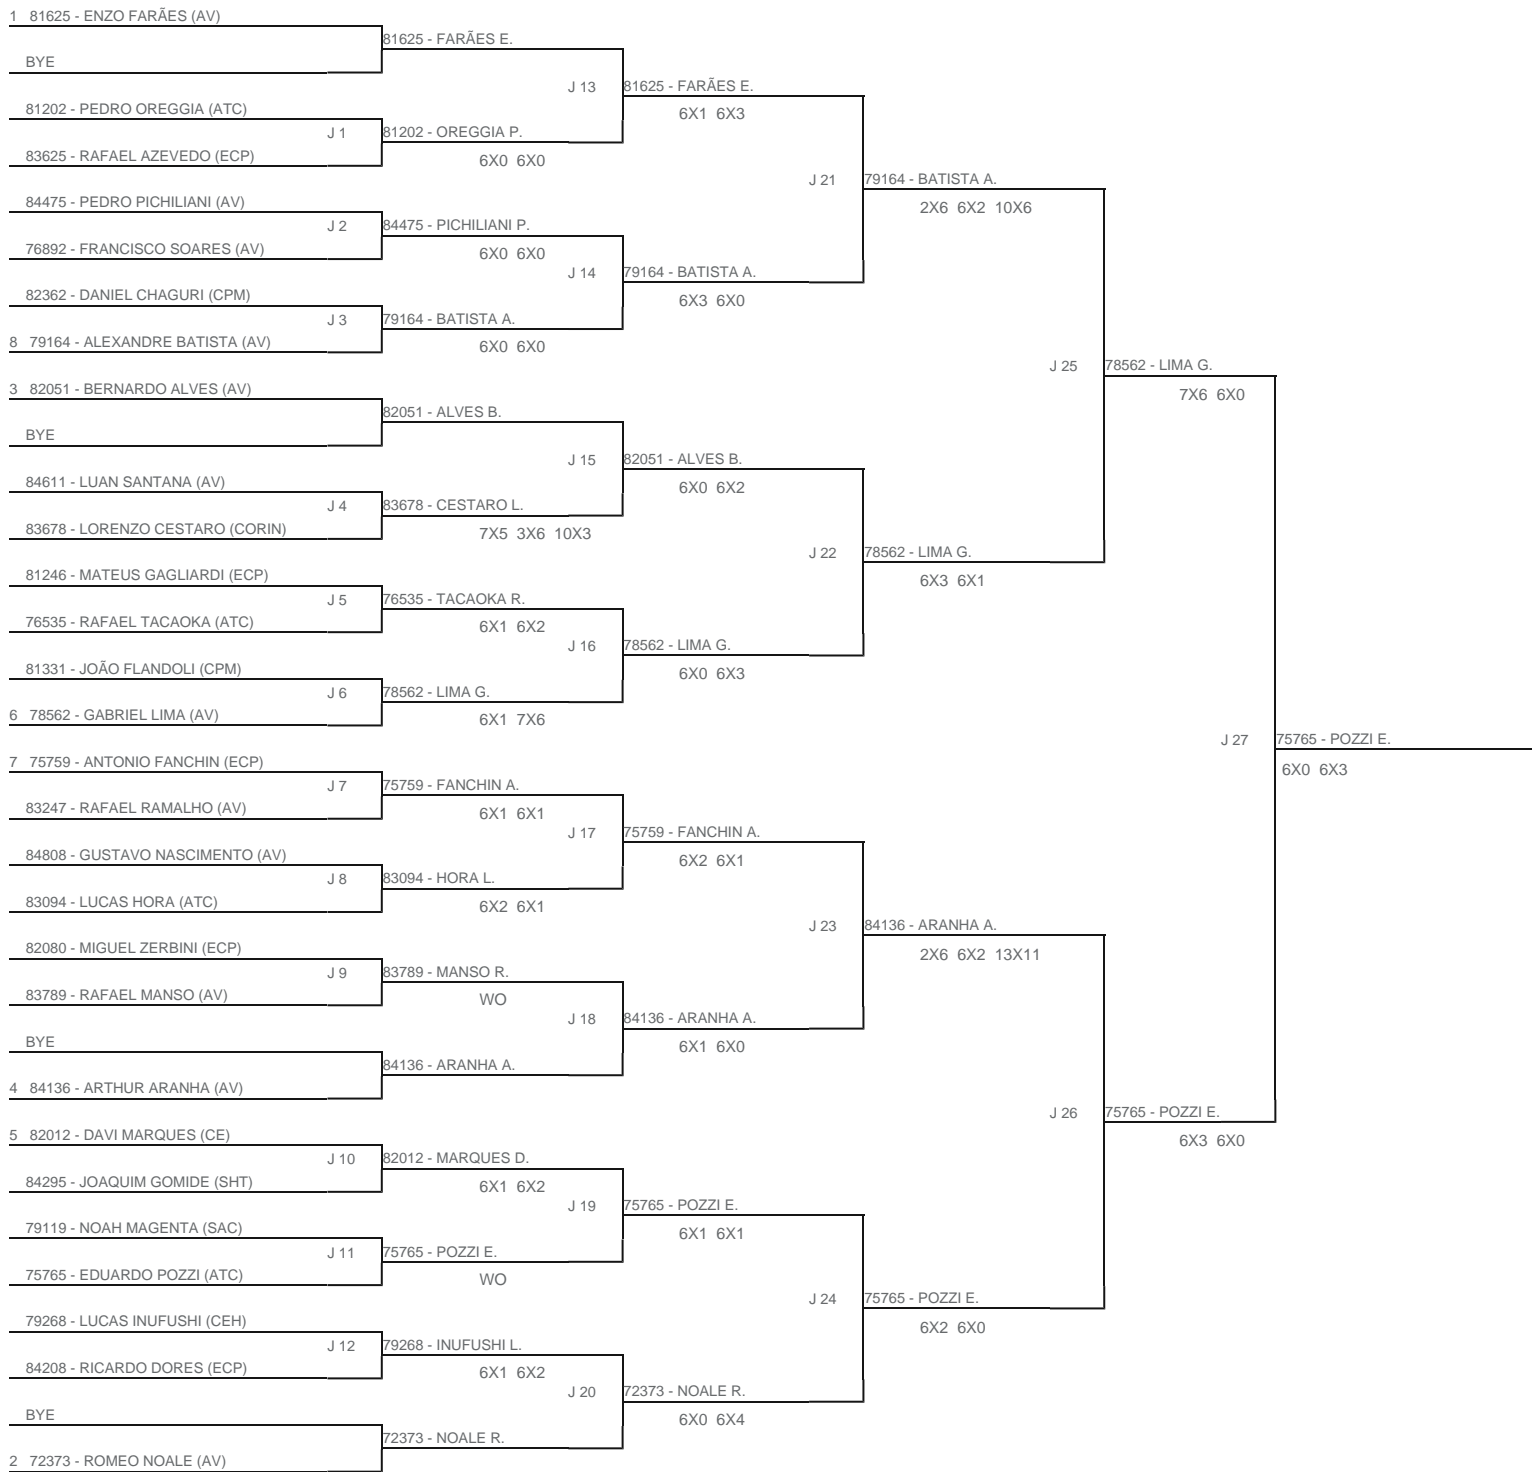 1 81625 - ENZO FARÃES (AV)
81625 - FARÃES E.
BYE
J 13
81625 - FARÃES E.
6X1 6X3
81202 - PEDRO OREGGIA (ATC)
J 1
81202 - OREGGIA P.
83625 - RAFAEL AZEVEDO (ECP)
6X0 6X0
J 21
79164 - BATISTA A.
2X6 6X2 10X6
84475 - PEDRO PICHILIANI (AV)
J 2
84475 - PICHILIANI P.
76892 - FRANCISCO SOARES (AV)
6X0 6X0
J 14
79164 - BATISTA A.
6X3 6X0
82362 - DANIEL CHAGURI (CPM)
J 3
79164 - BATISTA A.
8 79164 - ALEXANDRE BATISTA (AV)
6X0 6X0
J 25
78562 - LIMA G.
7X6 6X0
3 82051 - BERNARDO ALVES (AV)
82051 - ALVES B.
BYE
J 15
82051 - ALVES B.
6X0 6X2
84611 - LUAN SANTANA (AV)
J 4
83678 - CESTARO L.
83678 - LORENZO CESTARO (CORIN)
7X5 3X6 10X3
J 22
78562 - LIMA G.
6X3 6X1
81246 - MATEUS GAGLIARDI (ECP)
J 5
76535 - TACAOKA R.
76535 - RAFAEL TACAOKA (ATC)
6X1 6X2
J 16
78562 - LIMA G.
6X0 6X3
81331 - JOÃO FLANDOLI (CPM)
J 6
78562 - LIMA G.
6 78562 - GABRIEL LIMA (AV)
6X1 7X6
J 27
75765 - POZZI E.
6X0 6X3
7 75759 - ANTONIO FANCHIN (ECP)
J 7
75759 - FANCHIN A.
83247 - RAFAEL RAMALHO (AV)
6X1 6X1
J 17
75759 - FANCHIN A.
6X2 6X1
84808 - GUSTAVO NASCIMENTO (AV)
J 8
83094 - HORA L.
83094 - LUCAS HORA (ATC)
6X2 6X1
J 23
84136 - ARANHA A.
2X6 6X2 13X11
82080 - MIGUEL ZERBINI (ECP)
J 9
83789 - MANSO R.
83789 - RAFAEL MANSO (AV)
WO
J 18
84136 - ARANHA A.
6X1 6X0
BYE
84136 - ARANHA A.
4 84136 - ARTHUR ARANHA (AV)
J 26
75765 - POZZI E.
6X3 6X0
5 82012 - DAVI MARQUES (CE)
J 10
82012 - MARQUES D.
84295 - JOAQUIM GOMIDE (SHT)
6X1 6X2
J 19
75765 - POZZI E.
6X1 6X1
79119 - NOAH MAGENTA (SAC)
J 11
75765 - POZZI E.
75765 - EDUARDO POZZI (ATC)
WO
J 24
75765 - POZZI E.
6X2 6X0
79268 - LUCAS INUFUSHI (CEH)
J 12
79268 - INUFUSHI L.
84208 - RICARDO DORES (ECP)
6X1 6X2
J 20
72373 - NOALE R.
6X0 6X4
BYE
72373 - NOALE R.
2 72373 - ROMEO NOALE (AV)